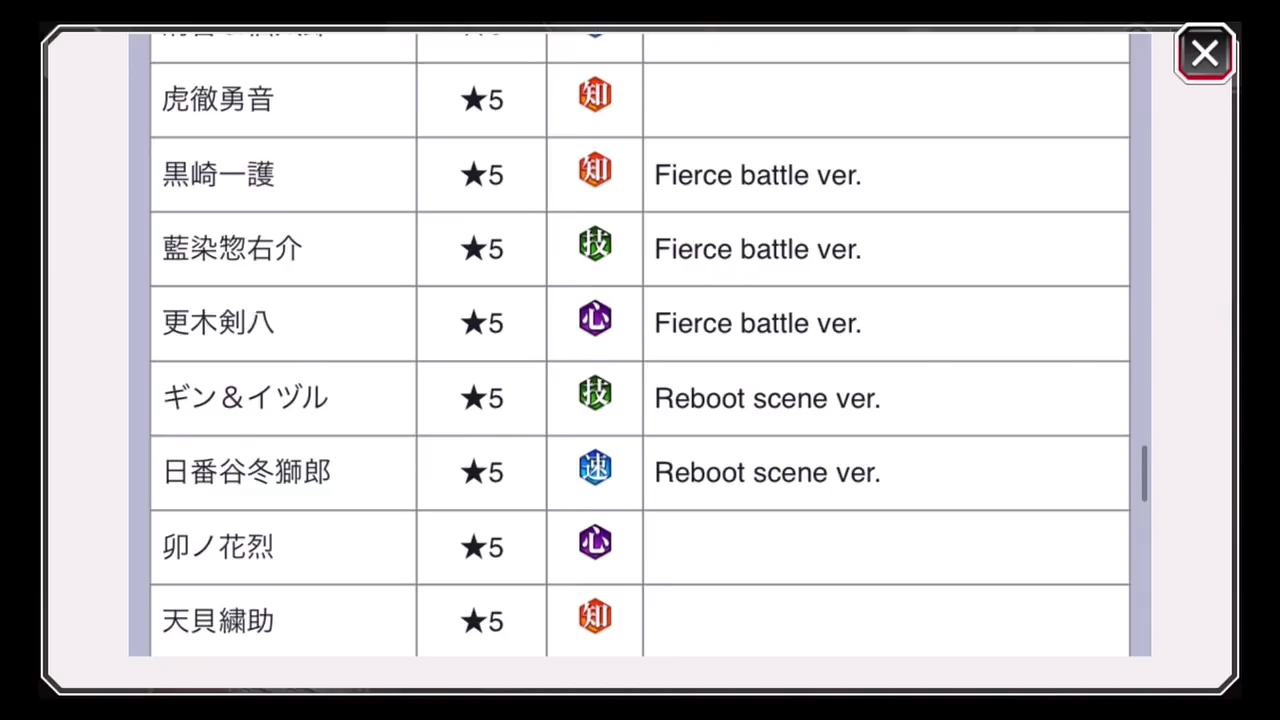 虎徹勇音 ★5 知
黒崎一護 ★5 知 Fierce battle ver.
藍染惣右介 ★5 技 Fierce battle ver.
更木剣八 ★5 心 Fierce battle ver.
ギン＆イヅル ★5 技 Reboot scene ver.
日番谷冬獅郎 ★5 速 Reboot scene ver.
卯ノ花烈 ★5 心
天貝繍助 ★5 知